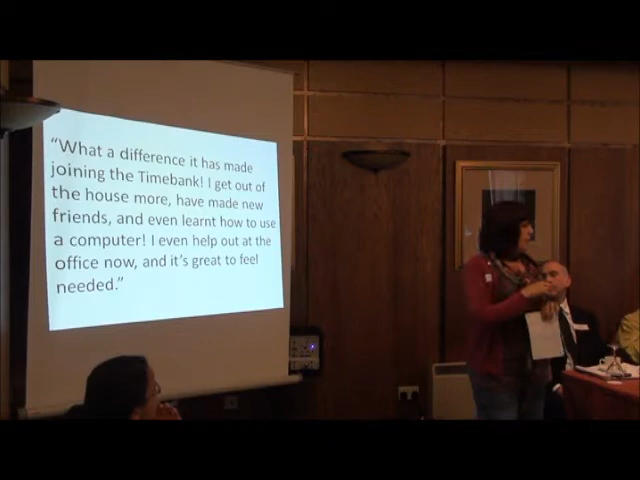 “What a difference it has made
joining the Timebank! I get out of
the house more, have made new
friends, and even learnt how to use
a computer! I even help out at the
office now, and it’s great to feel
needed.”